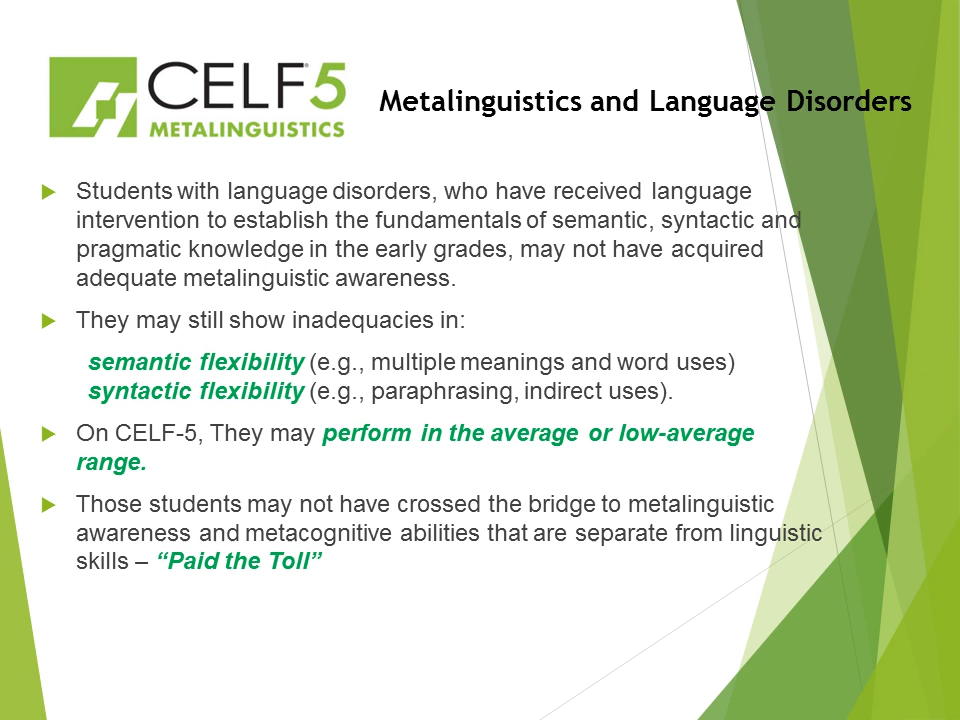 CELF 5
METALINGUISTICS
Metalinguistics and Language Disorders
Students with language disorders, who have received language
intervention to establish the fundamentals of semantic, syntactic and
pragmatic knowledge in the early grades, may not have acquired
adequate metalinguistic awareness.
They may still show inadequacies in:
semantic flexibility (e.g., multiple meanings and word uses)
syntactic flexibility (e.g., paraphrasing, indirect uses).
On CELF-5, They may perform in the average or low-average
range.
Those students may not have crossed the bridge to metalinguistic
awareness and metacognitive abilities that are separate from linguistic
skills – “Paid the Toll”